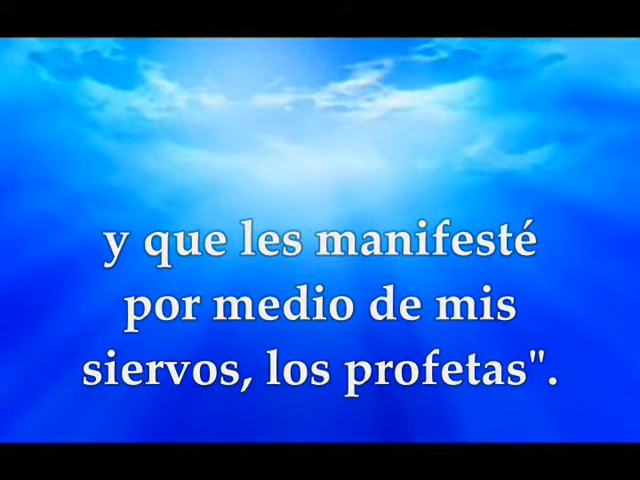 y que les manifesté
por medio de mis
siervos, los profetas".